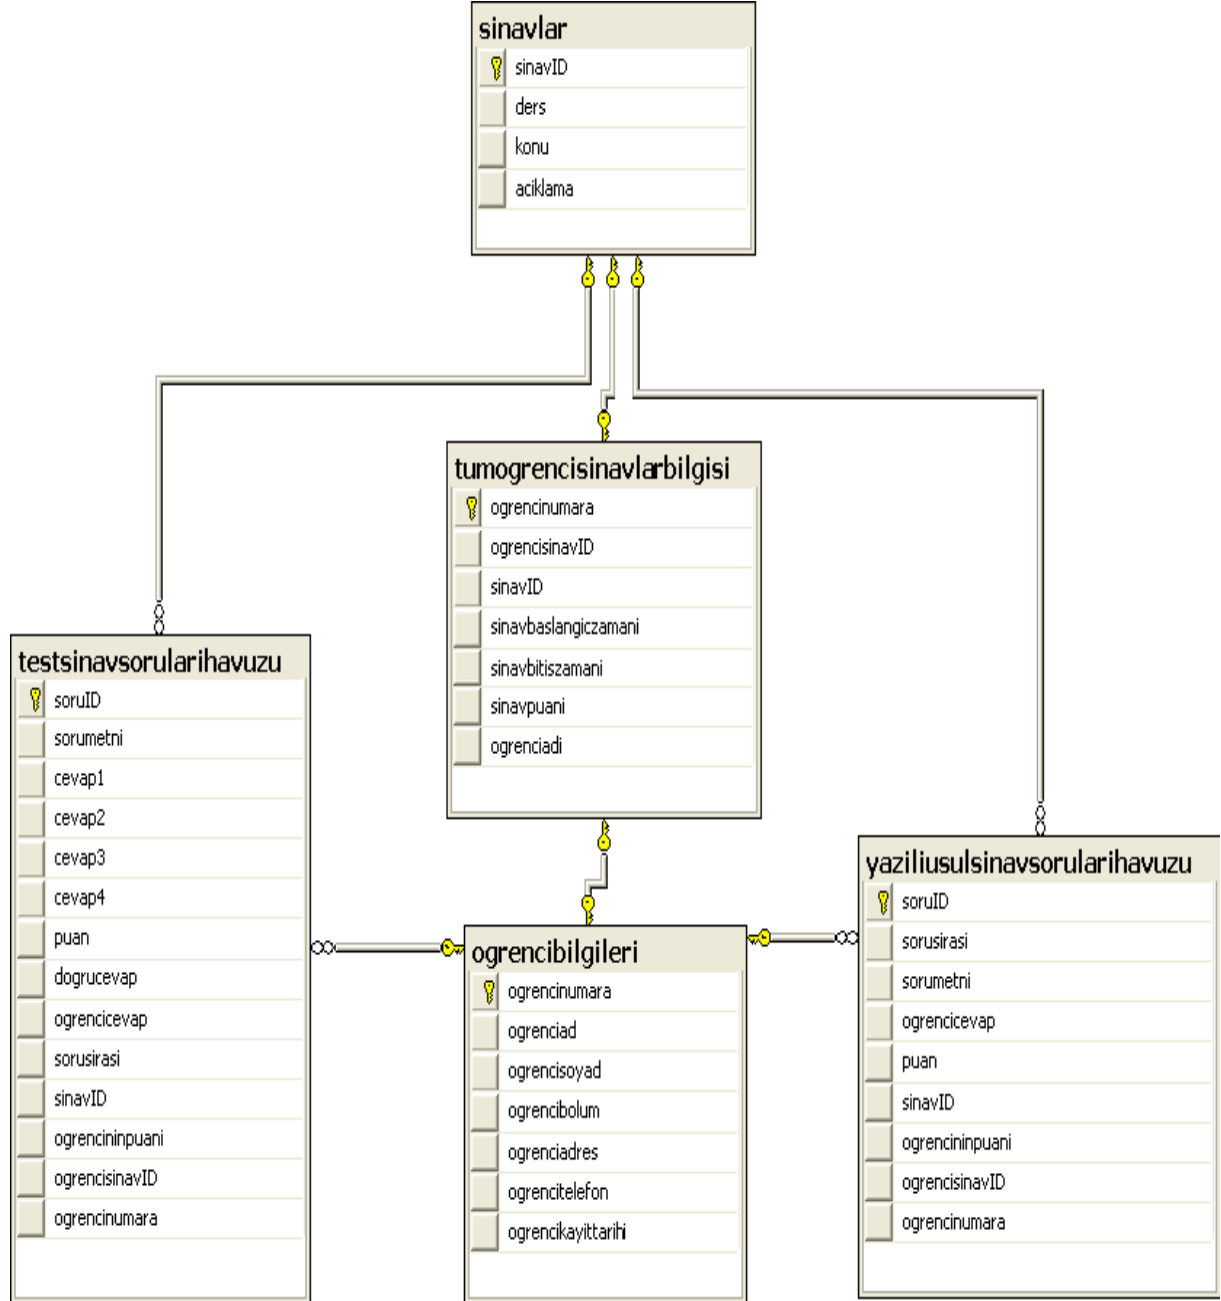 sinavlar
sinavID
ders
konu
aciklama
tumogrencisinavlarbilgisi
ogrencinumara
ogrencisinavID
sinavID
sinavbaslangiczamani
sinavbitiszamani
sinavpuani
ogrenciadi
testsinavsorularihavuzu
soruID
sorumetni
cevap1
cevap2
cevap3
cevap4
puan
dogrucevap
ogrencicevap
sorusirasi
sinavID
ogrencininpuani
ogrencisinavID
ogrencinumara
ogrencibilgileri
ogrencinumara
ogrenciad
ogrencisoyad
ogrencibolum
ogrenciadres
ogrencitelefon
ogrencikayittarihi
yaziliusulsinavsorularihavuzu
soruID
sorusirasi
sorumetni
ogrencicevap
puan
sinavID
ogrencininpuani
ogrencisinavID
ogrencinumara